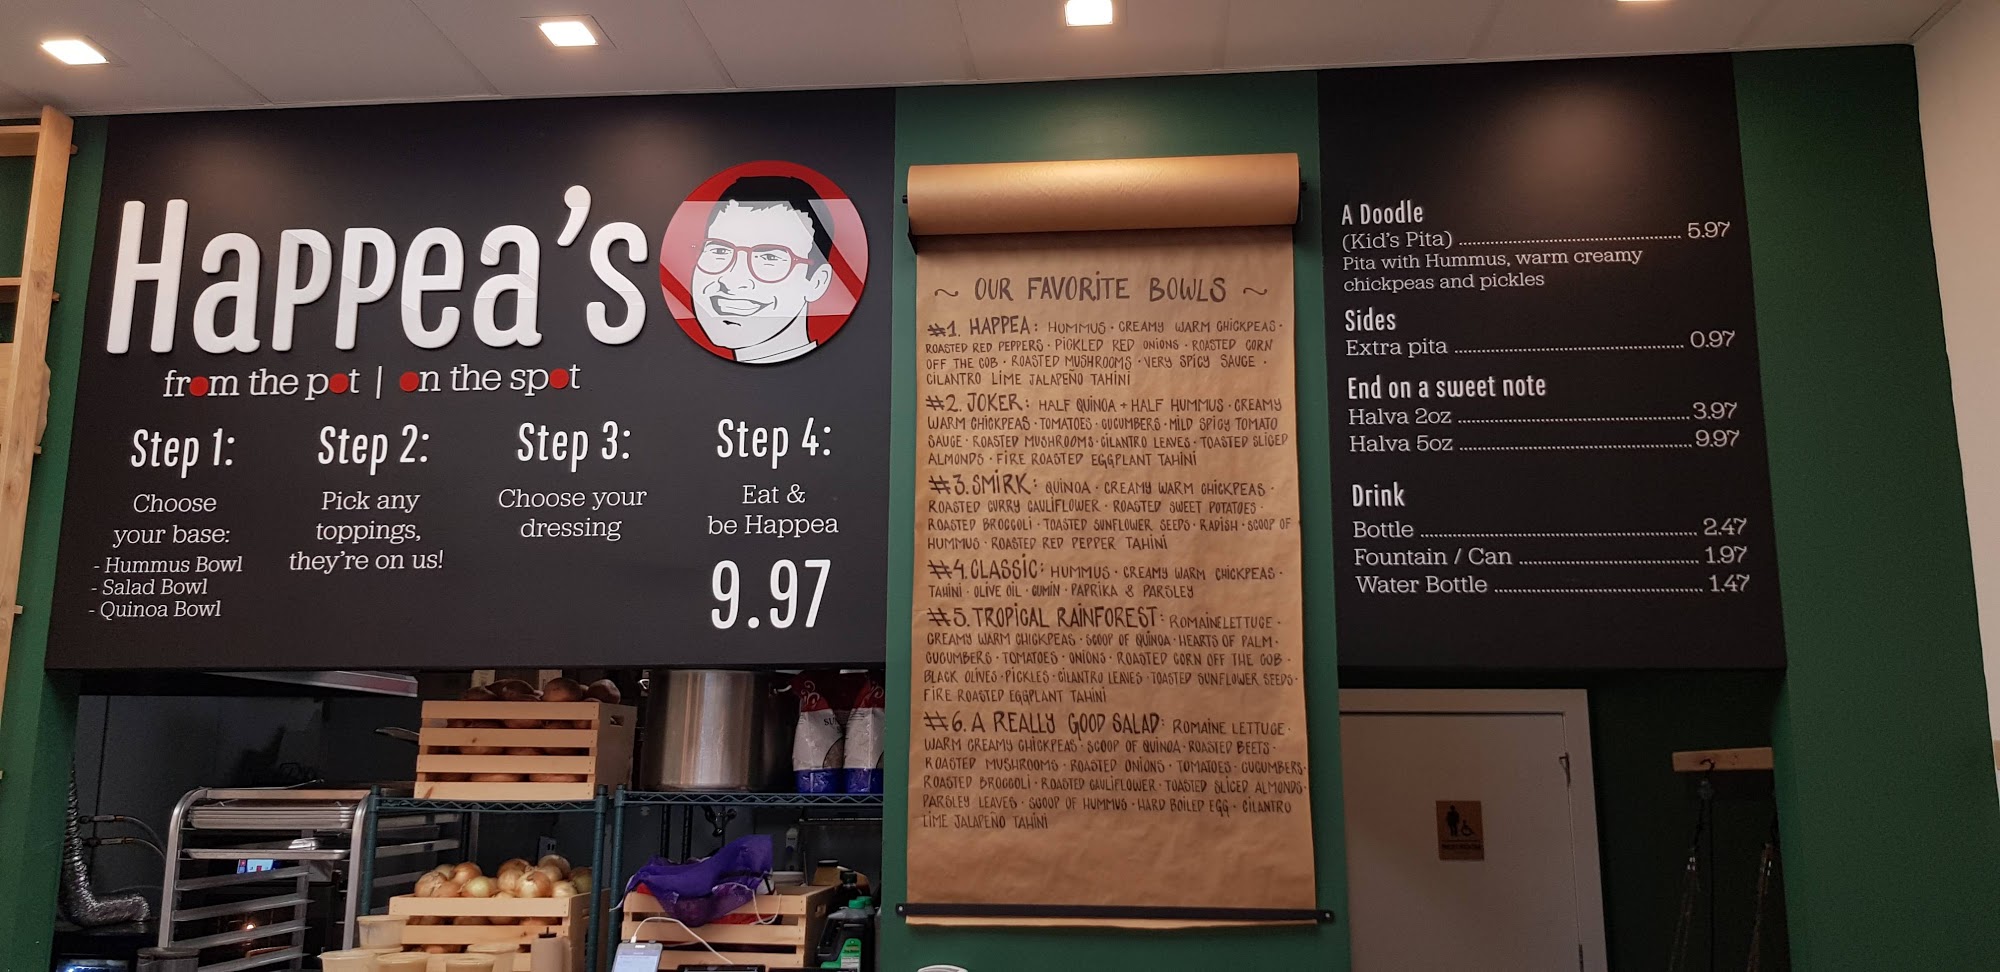 Happea's
from the pot | on the spot
Step 1:
Choose
your base:
- Hummus Bowl
- Salad Bowl
- Quinoa Bowl
Step 2:
Pick any
toppings,
they're on us!
Step 3:
Choose your
dressing
Step 4:
Eat &
be Happea
9.97
~ OUR FAVORITE BOWLS ~
#1. HAPPEA: HUMMUS · CREAMY WARM CHICKPEAS ·
ROASTED RED PEPPERS · PICKLED RED ONIONS · ROASTED CORN
OFF THE COB · ROASTED MUSHROOMS · VERY SPICY SAUCE ·
CILANTRO LIME JALAPEÑO TAHINI
#2. JOKER: HALF QUINOA + HALF HUMMUS · CREAMY
WARM CHICKPEAS · TOMATOES · CUCUMBERS · MILD SPICY TOMATO
SAUCE · ROASTED MUSHROOMS · CILANTRO LEAVES · TOASTED SLICED
ALMONDS · FIRE ROASTED EGGPLANT TAHINI
#3. SMIRK: QUINOA · CREAMY WARM CHICKPEAS ·
ROASTED CURRY CAULIFLOWER · ROASTED SWEET POTATOES ·
ROASTED BROCCOLI · TOASTED SUNFLOWER SEEDS · RADISH · SCOOP OF
HUMMUS · ROASTED RED PEPPER TAHINI
#4. CLASSIC: HUMMUS · CREAMY WARM CHICKPEAS ·
TAHINI · OLIVE OIL · CUMIN · PAPRIKA & PARSLEY
#5. TROPICAL RAINFOREST: ROMAINE LETTUCE ·
CREAMY WARM CHICKPEAS · SCOOP OF QUINOA · HEARTS OF PALM ·
CUCUMBERS · TOMATOES · ONIONS · ROASTED CORN OFF THE COB ·
BLACK OLIVES · PICKLES · CILANTRO LEAVES · TOASTED SUNFLOWER SEEDS ·
FIRE ROASTED EGGPLANT TAHINI
#6. A REALLY GOOD SALAD: ROMAINE LETTUCE ·
WARM CREAMY CHICKPEAS · SCOOP OF QUINOA · ROASTED BEETS ·
ROASTED MUSHROOMS · ROASTED ONIONS · TOMATOES · CUCUMBERS ·
ROASTED BROCCOLI · ROASTED CAULIFLOWER · TOASTED SLICED ALMONDS ·
PARSLEY LEAVES · SCOOP OF HUMMUS · HARD BOILED EGG · CILANTRO
LIME JALAPEÑO TAHINI
A Doodle
(Kid's Pita) ........ 5.97
Pita with Hummus, warm creamy
chickpeas and pickles
Sides
Extra pita ........ 0.97
End on a sweet note
Halva 2oz ........ 3.97
Halva 5oz ........ 9.97
Drink
Bottle ........ 2.47
Fountain / Can ........ 1.97
Water Bottle ........ 1.47